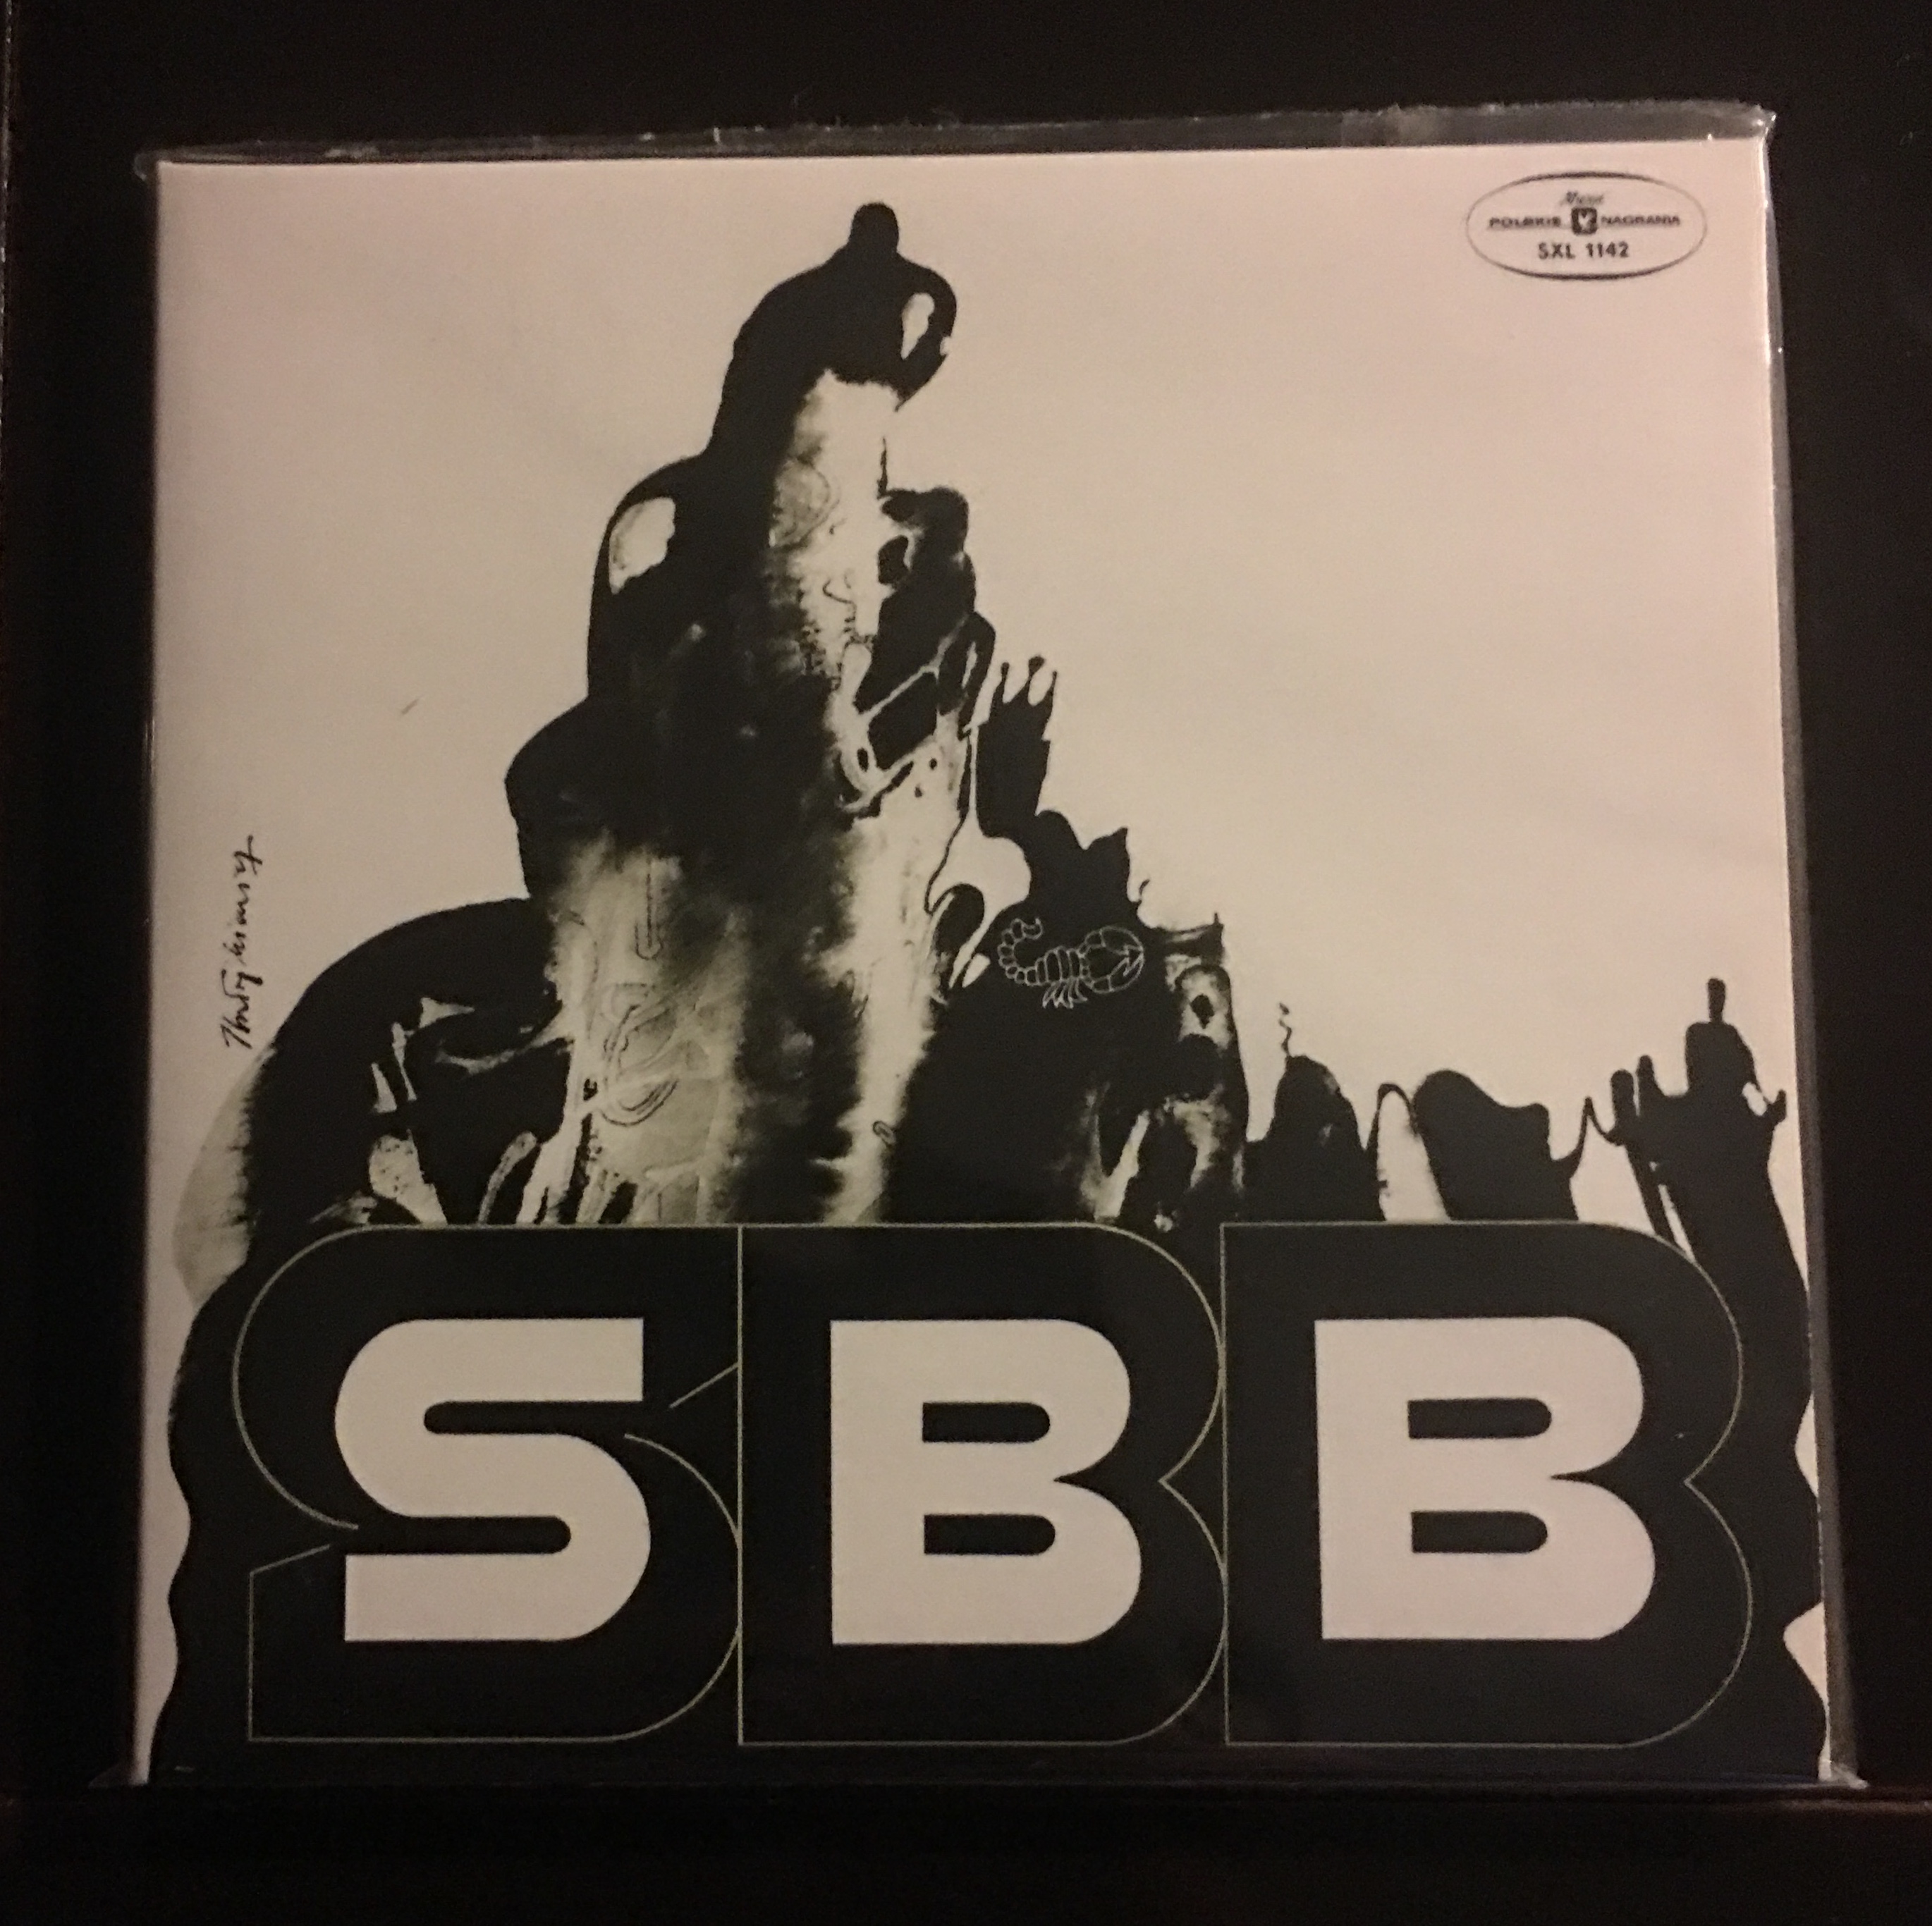 Muza
POLSKIE NAGRANIA
SXL 1142
SBB